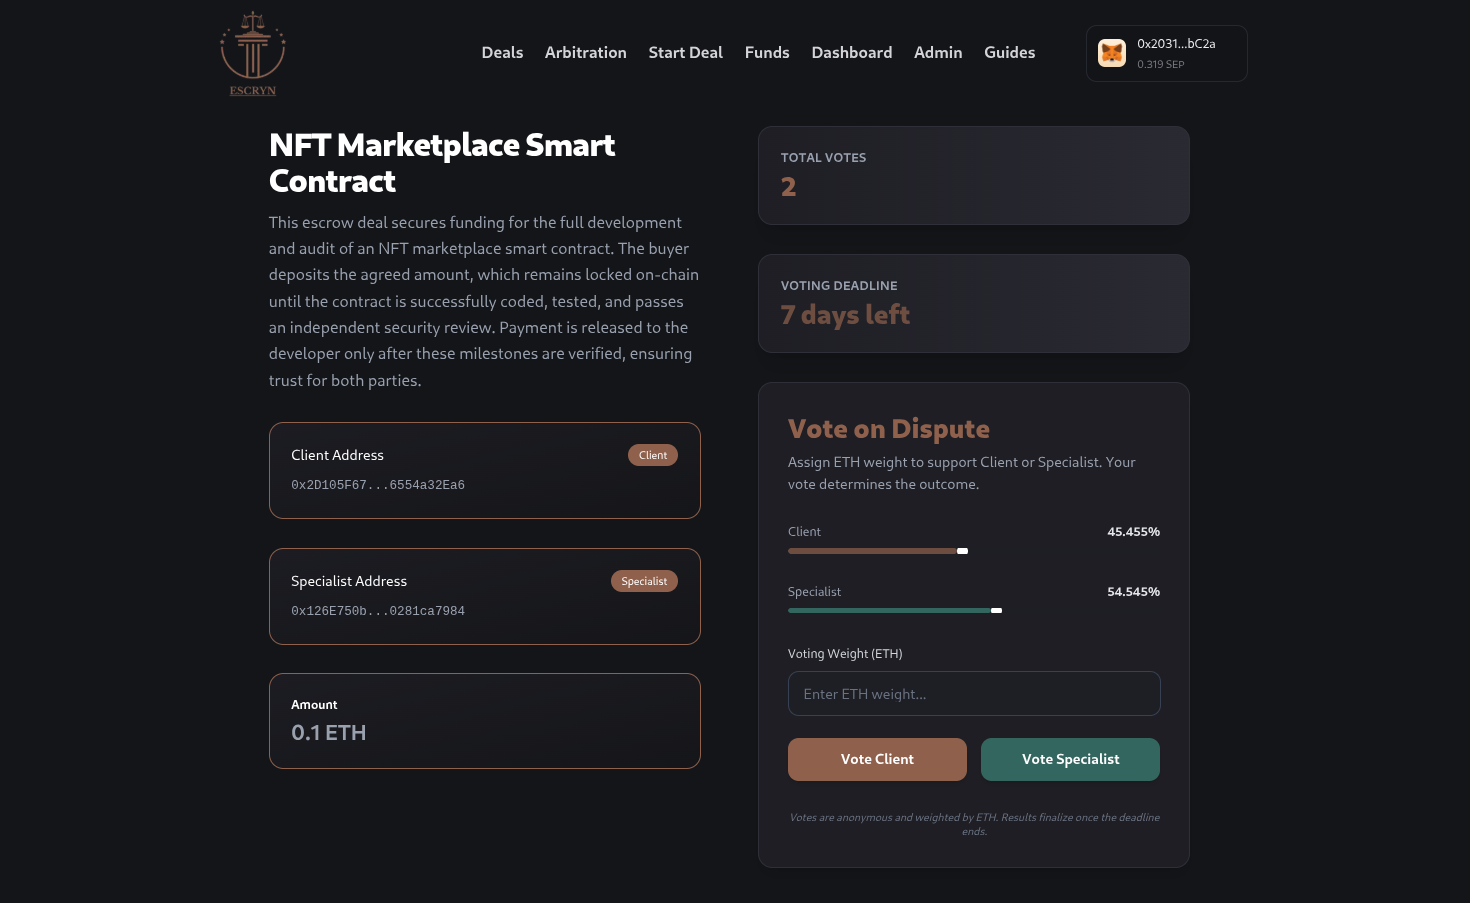 ESCRYN
Deals
Arbitration
Start Deal
Funds
Dashboard
Admin
Guides
0x2031...bC2a
0.319 SEP
NFT Marketplace Smart
Contract
This escrow deal secures funding for the full development
and audit of an NFT marketplace smart contract. The buyer
deposits the agreed amount, which remains locked on-chain
until the contract is successfully coded, tested, and passes
an independent security review. Payment is released to the
developer only after these milestones are verified, ensuring
trust for both parties.
Client Address
Client
0x2D105F67...6554a32Ea6
Specialist Address
Specialist
0x126E750b...0281ca7984
Amount
0.1 ETH
TOTAL VOTES
2
VOTING DEADLINE
7 days left
Vote on Dispute
Assign ETH weight to support Client or Specialist. Your
vote determines the outcome.
Client
45.455%
Specialist
54.545%
Voting Weight (ETH)
Enter ETH weight...
Vote Client
Vote Specialist
Votes are anonymous and weighted by ETH. Results finalize once the deadline
ends.